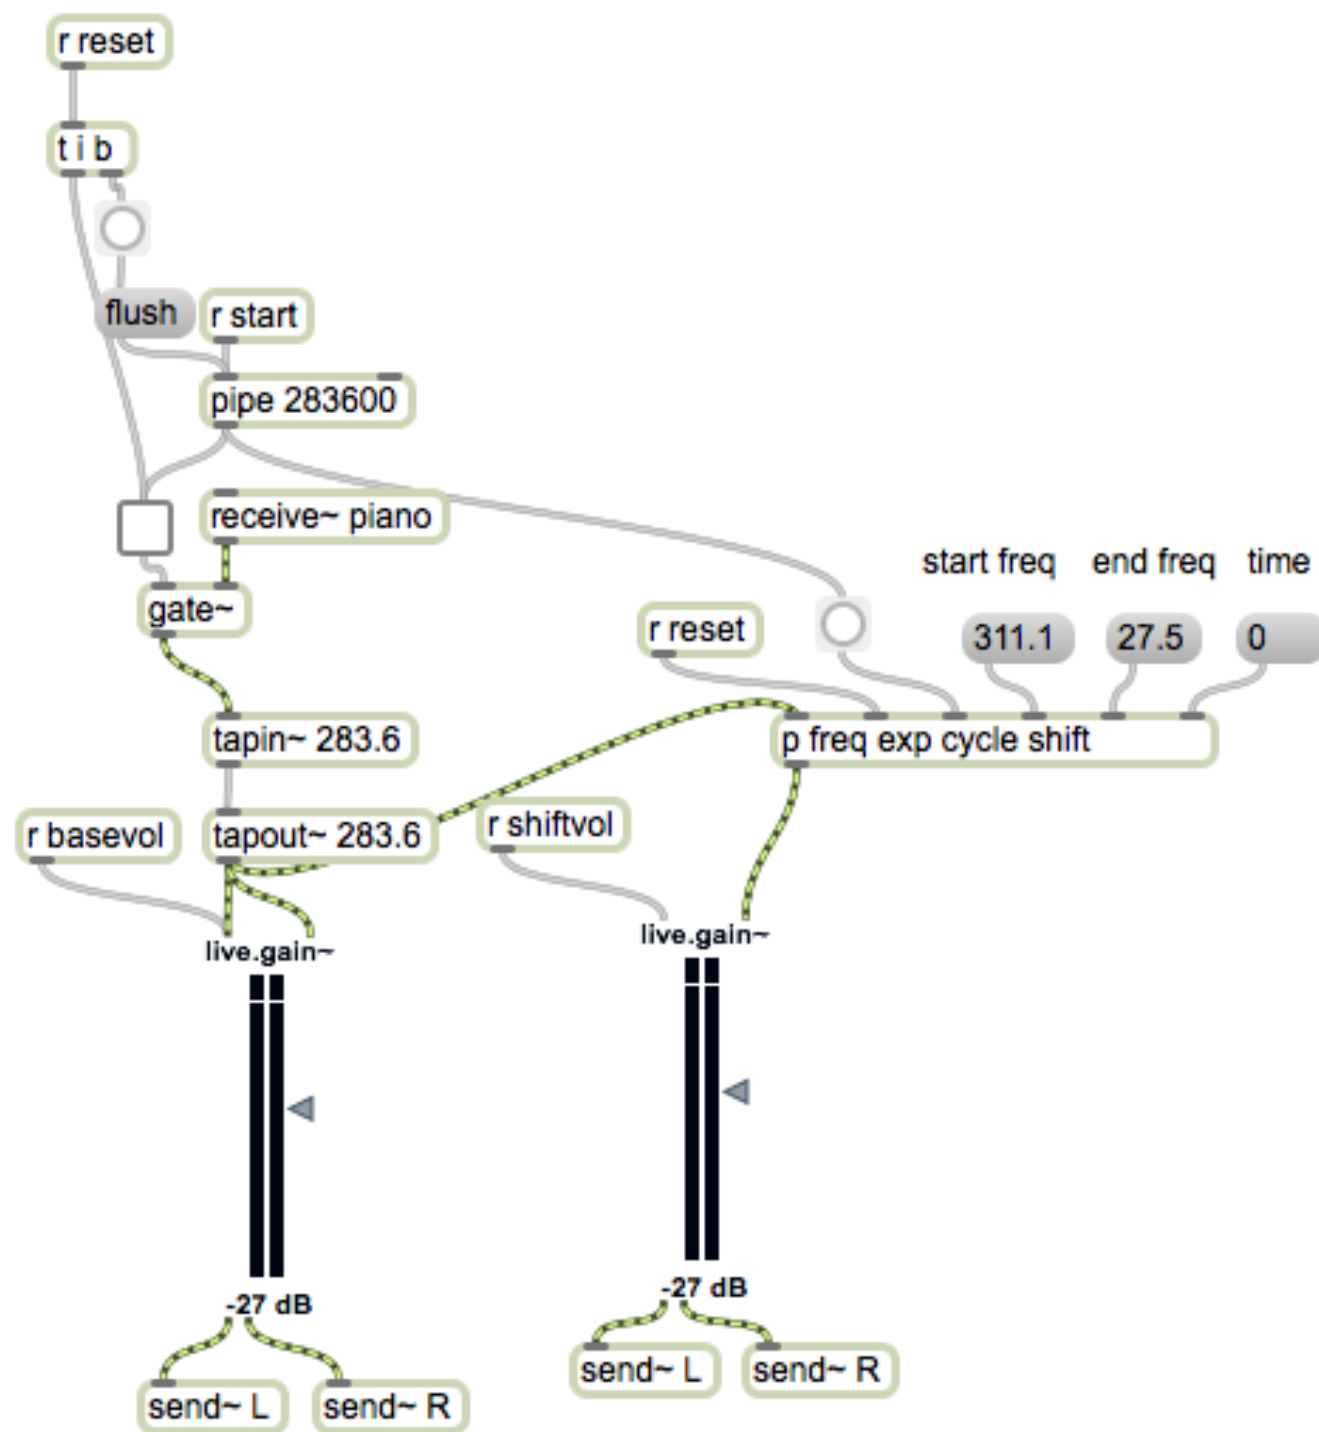 r reset
t i b
flush
r start
pipe 283600
receive~ piano
gate~
start freq
end freq
time
r reset
311.1
27.5
0
tapin~ 283.6
p freq exp cycle shift
r basevol
tapout~ 283.6
r shiftvol
live.gain~
live.gain~
-27 dB
-27 dB
send~ L
send~ R
send~ L
send~ R